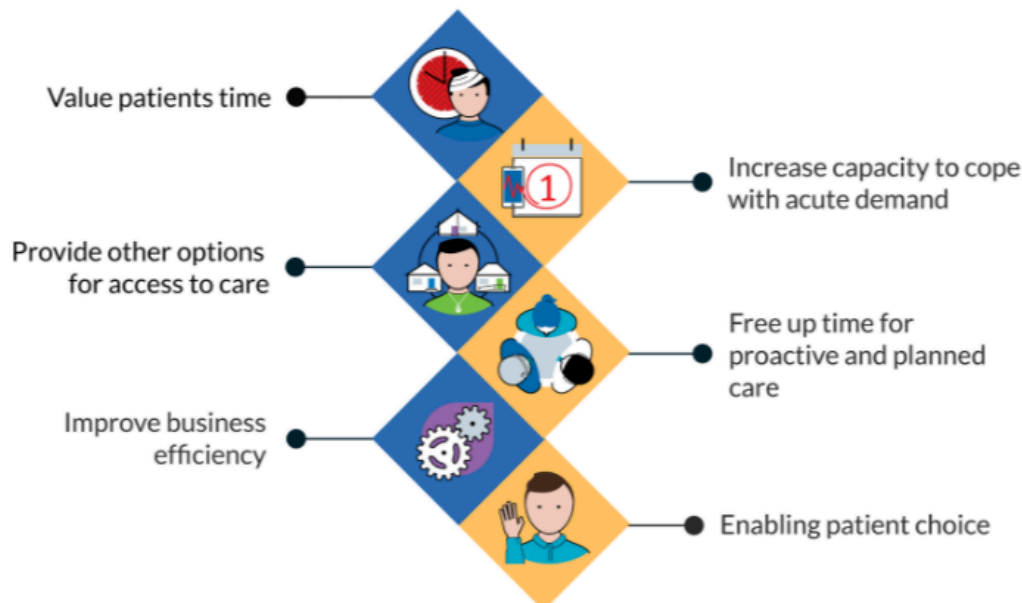 Value patients time
1
Increase capacity to cope
with acute demand
Provide other options
for access to care
Free up time for
proactive and planned
care
Improve business
efficiency
Enabling patient choice